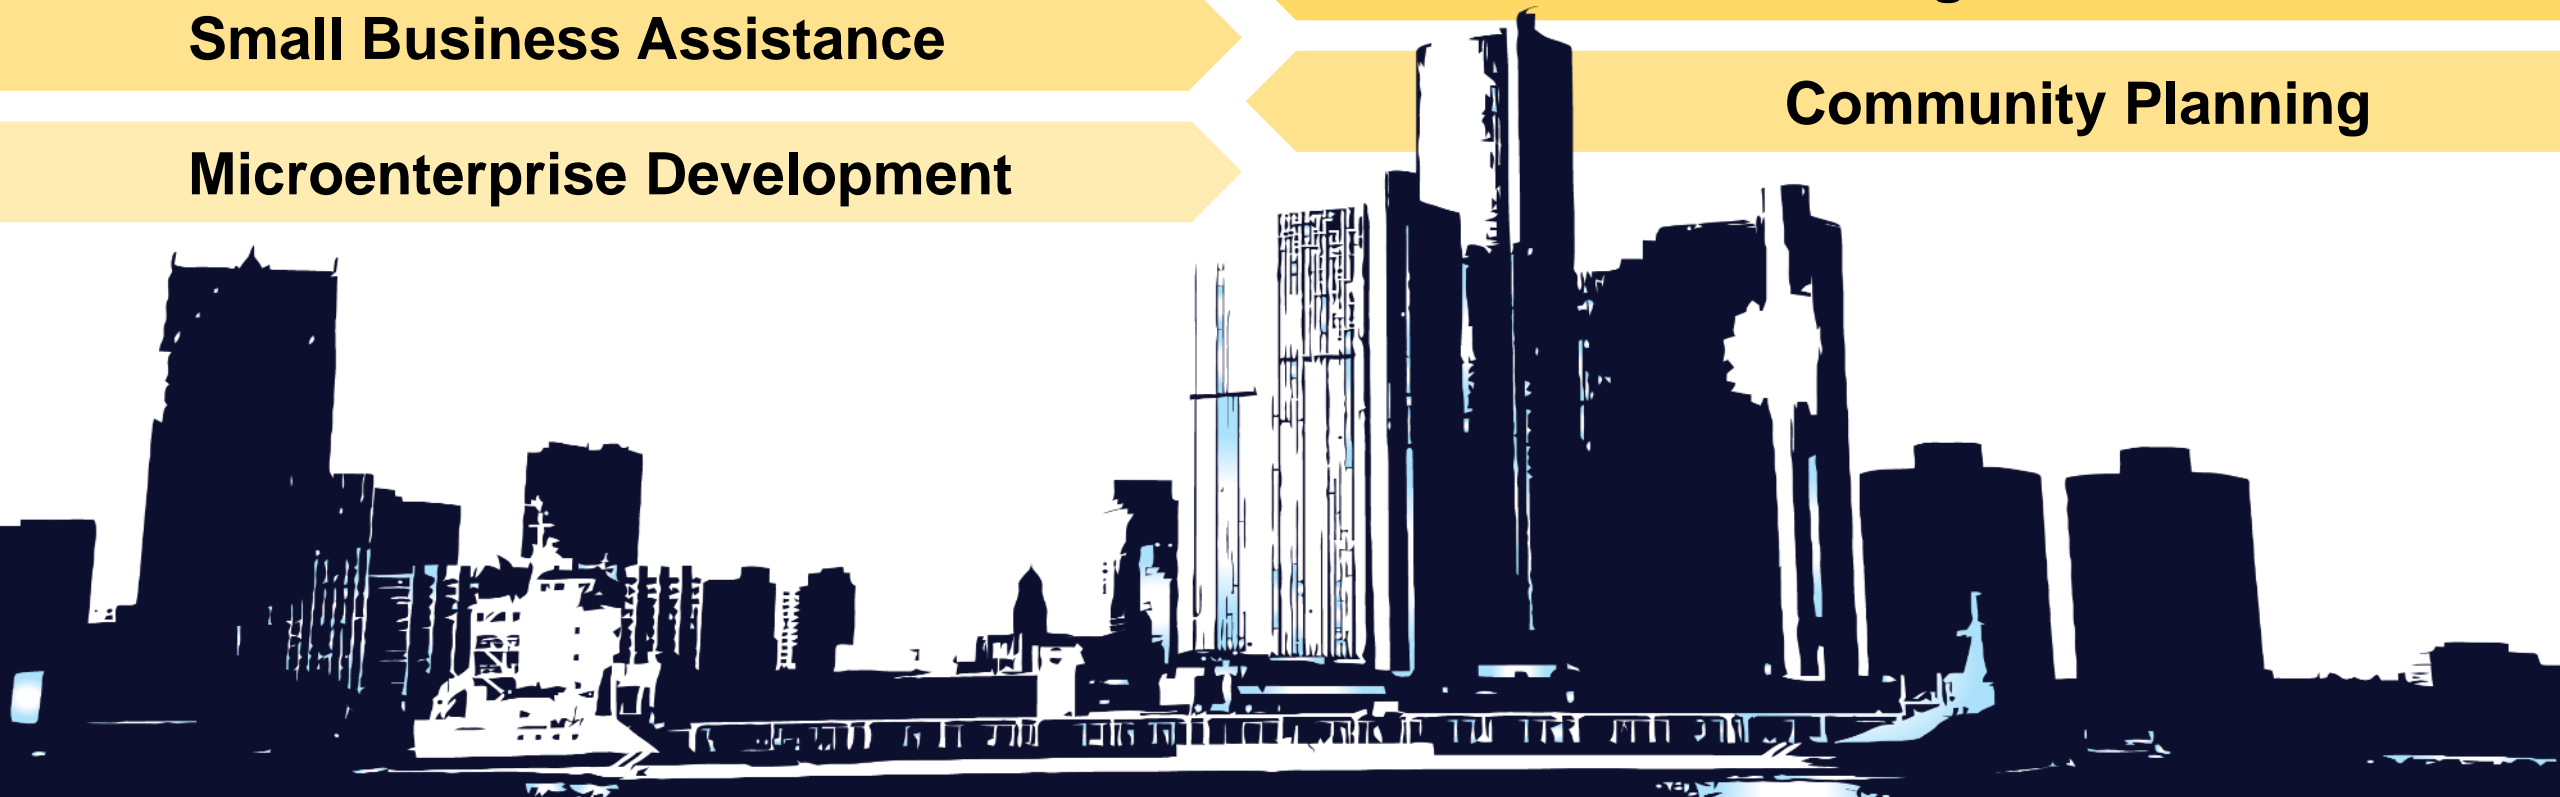 Small Business Assistance
Community Planning
Microenterprise Development